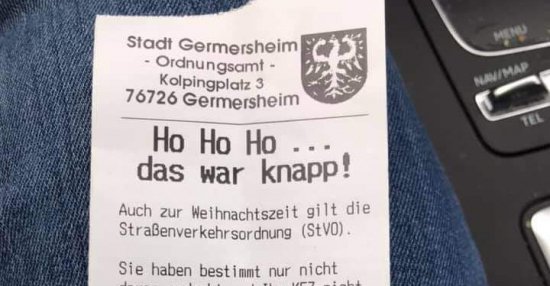 Stadt Germersheim
- Ordnungsamt -
Kolpingplatz 3
76726 Germersheim
Ho Ho Ho ...
das war knapp!
Auch zur Weihnachtszeit gilt die
Straßenverkehrsordnung (StVO).
Sie haben bestimmt nur nicht
MENU
NAV/MAP
TEL